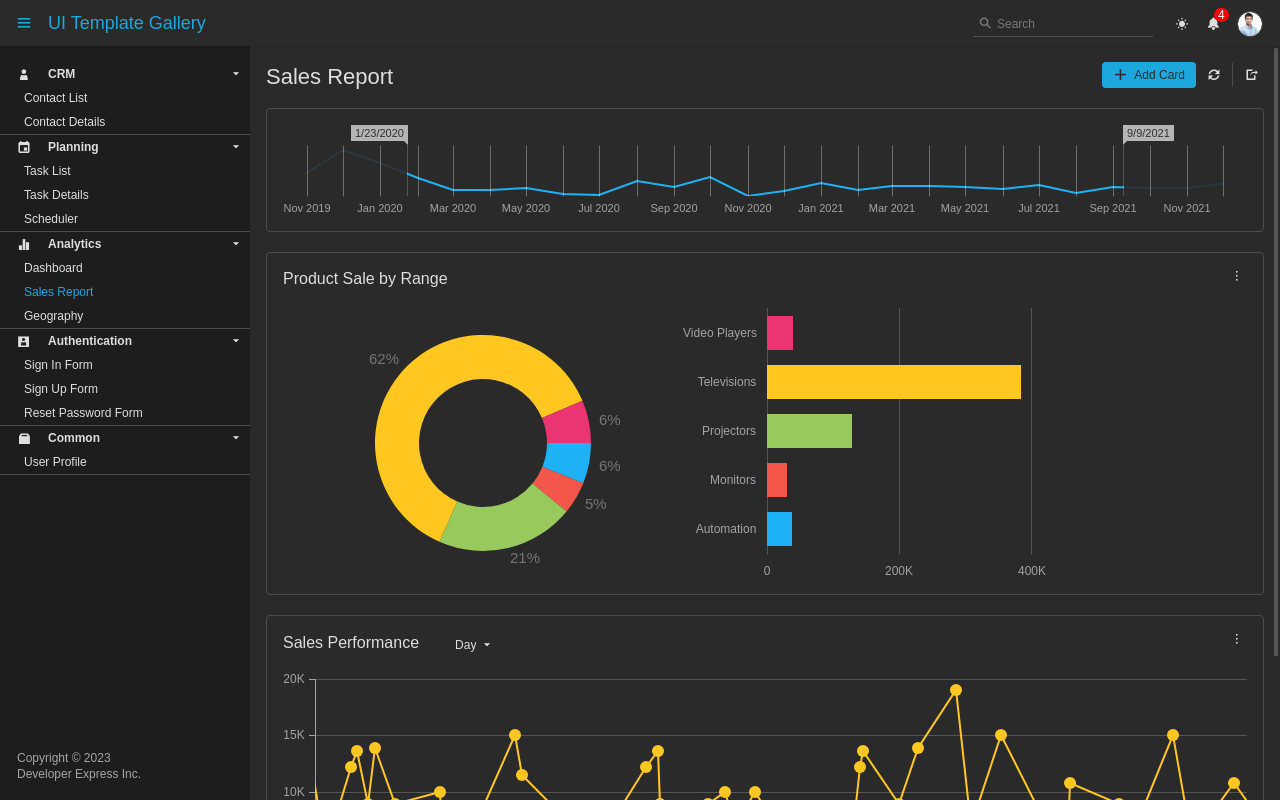 UI Template Gallery
Search
4
CRM
Contact List
Contact Details
Planning
Task List
Task Details
Scheduler
Analytics
Dashboard
Sales Report
Geography
Authentication
Sign In Form
Sign Up Form
Reset Password Form
Common
User Profile
Copyright © 2023
Developer Express Inc.
Sales Report
Add Card
1/23/2020
9/9/2021
Nov 2019 Jan 2020 Mar 2020 May 2020 Jul 2020 Sep 2020 Nov 2020 Jan 2021 Mar 2021 May 2021 Jul 2021 Sep 2021 Nov 2021
Product Sale by Range
62%
6%
6%
5%
21%
Video Players
Televisions
Projectors
Monitors
Automation
0 200K 400K
Sales Performance
Day
20K
15K
10K